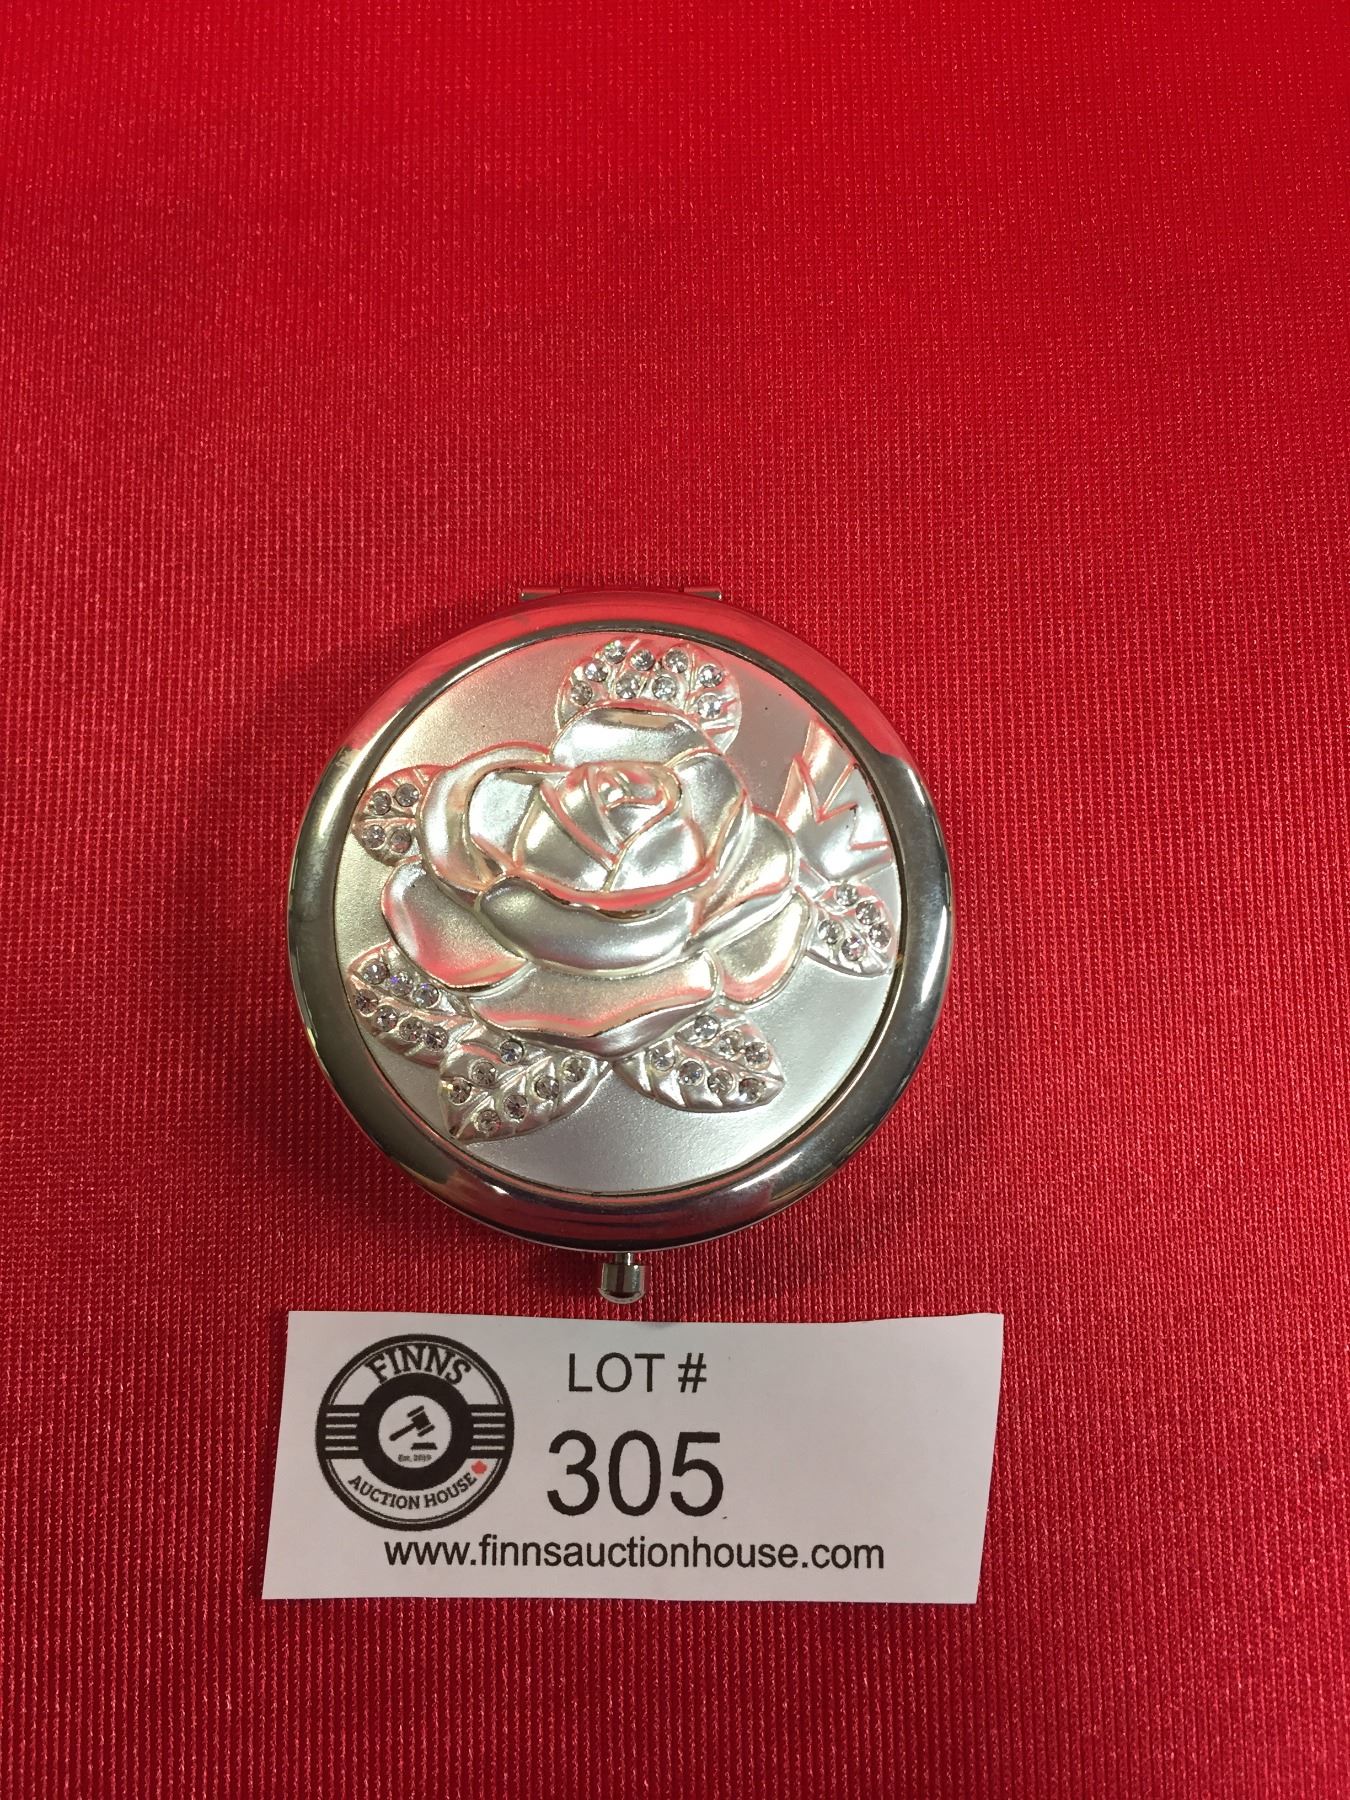 FINNS
Est. 2019
AUCTION HOUSE
LOT #
305
www.finnsauctionhouse.com